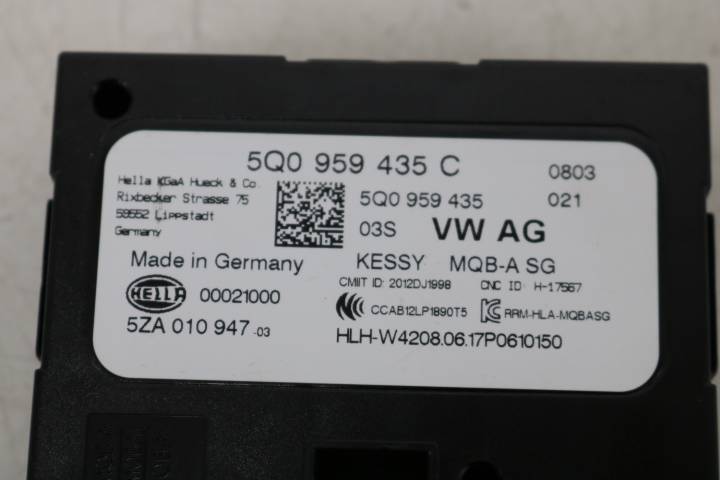 5Q0 959 435 C
0803
Hella KGaA Hueck & Co.
Rixbecker Strasse 75
59552 Lippstadt
Germany
5Q0 959 435
021
03S
VW AG
Made in Germany
KESSY MQB-A SG
CMIIT ID: 2012DJ1998 CNC ID: H-17567
HELLA
00021000
CCAB12LP1890T5
RRM-HLA-MQBASG
5ZA 010 947-03
HLH-W4208.06.17P0610150